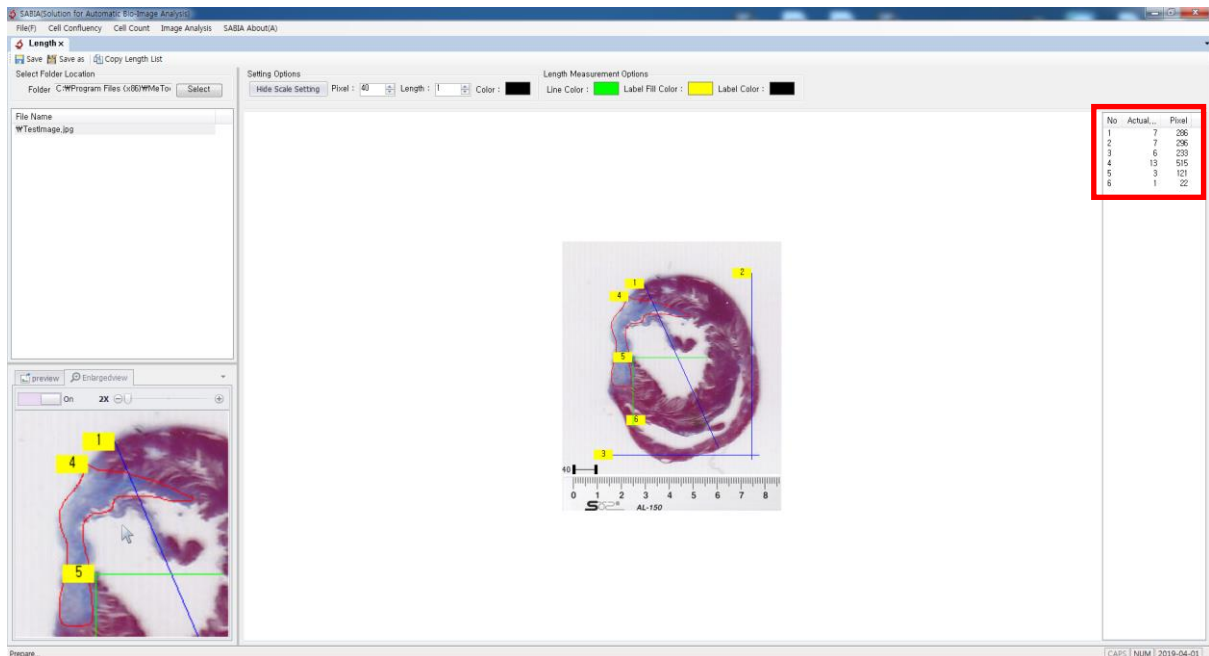 SABIA(Solution for Automatic Bio-Image Analysis)
File(F) Cell Confluency Cell Count Image Analysis SABIA About(A)
Length x
Save Save as Copy Length List
Select Folder Location
Folder C:₩Program Files (x86)₩MeTo Select
Setting Options
Hide Scale Setting Pixel : 40 Length : 1 Color :
Length Measurement Options
Line Color : Label Fill Color : Label Color :
File Name
₩TestImage.jpg
No Actual,,, Pixel
1 7 286
2 7 296
3 6 233
4 13 515
5 3 121
6 1 22
1
2
4
5
6
3
40
0 1 2 3 4 5 6 7 8
AL-150
preview Enlargedview
On 2X
1
4
5
Prepare...
CAPS NUM 2019-04-01